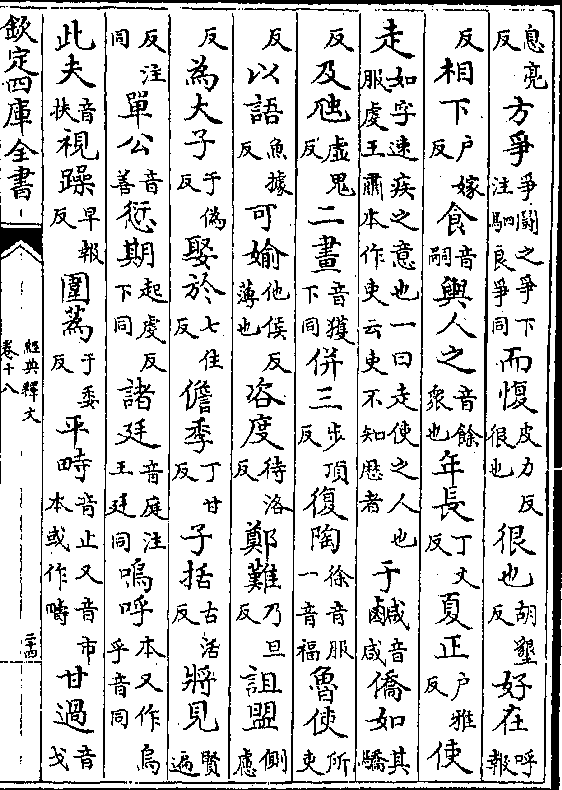 息亮反方爭爭鬭之爭下注駟良爭同而愎皮力反很也很也胡墾反好在呼報
反相下戶嫁反食音嗣輿人之音餘衆也年長丁丈反夏正戶雅反使
走如字速疾之意也一曰走使之人也服虔王肅本作吏云吏不知歷者于鹹音咸僑如其驕
反及虺虛鬼反二畫音獲下同併三步頂反復陶徐音服一音福魯使所吏
反以語魚據反可媮他侯反薄也咨度待洛反鄭難乃旦反詛盟側慮
反為大子于偽反娶於七住反儋季丁甘反子括古活反將見賢遍
反注同單公音善愆期起虔反下同諸廷音庭注王廷同嗚呼本又作烏乎音同
此夫音扶視躁早報反圍蔿于委反平畤音止又音市本或作疇甘過音戈
欽定四庫全書
經典釋文
卷十八
二十四